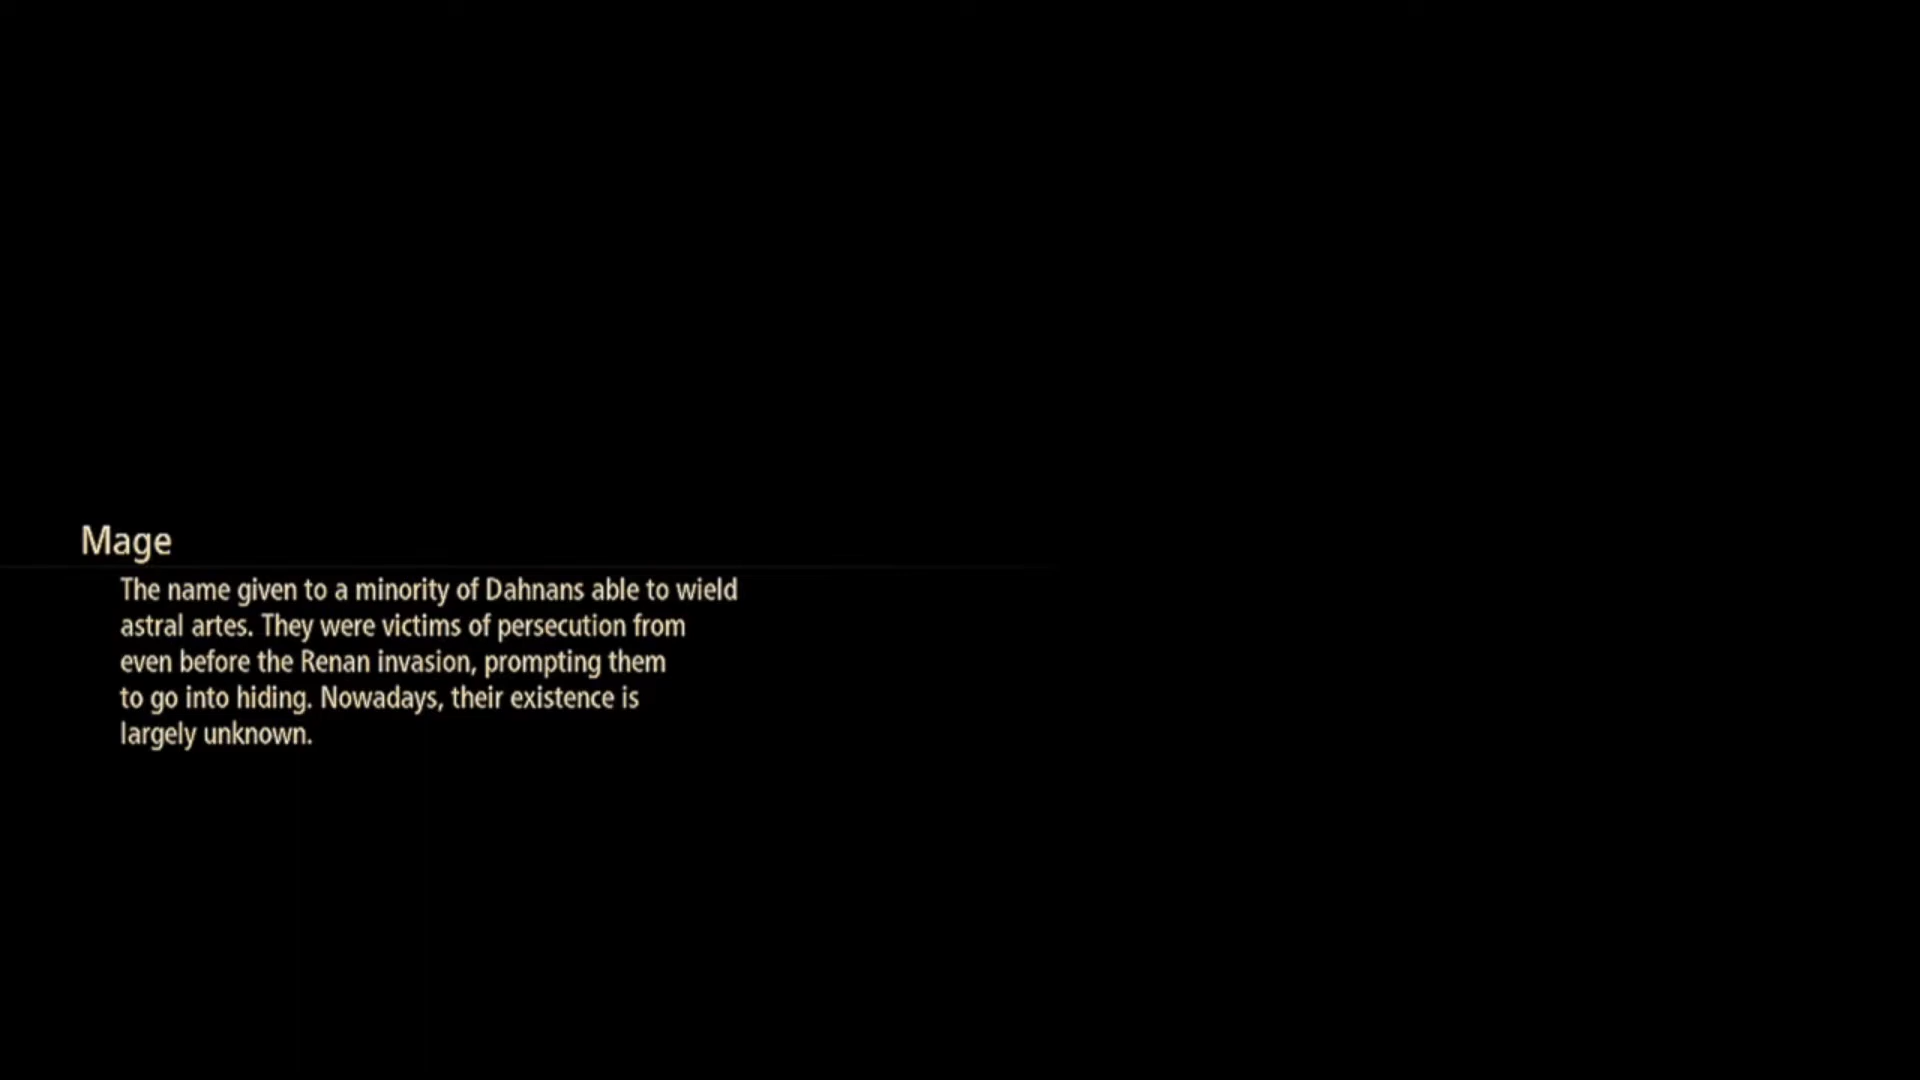 Mage
The name given to a minority of Dahnans able to wield
astral artes. They were victims of persecution from
even before the Renan invasion, prompting them
to go into hiding. Nowadays, their existence is
largely unknown.